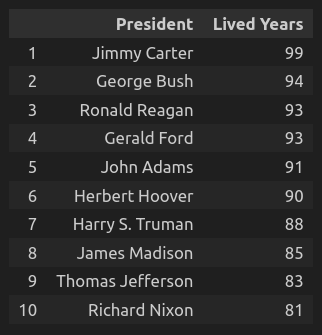 President Lived Years
1 Jimmy Carter 99
2 George Bush 94
3 Ronald Reagan 93
4 Gerald Ford 93
5 John Adams 91
6 Herbert Hoover 90
7 Harry S. Truman 88
8 James Madison 85
9 Thomas Jefferson 83
10 Richard Nixon 81